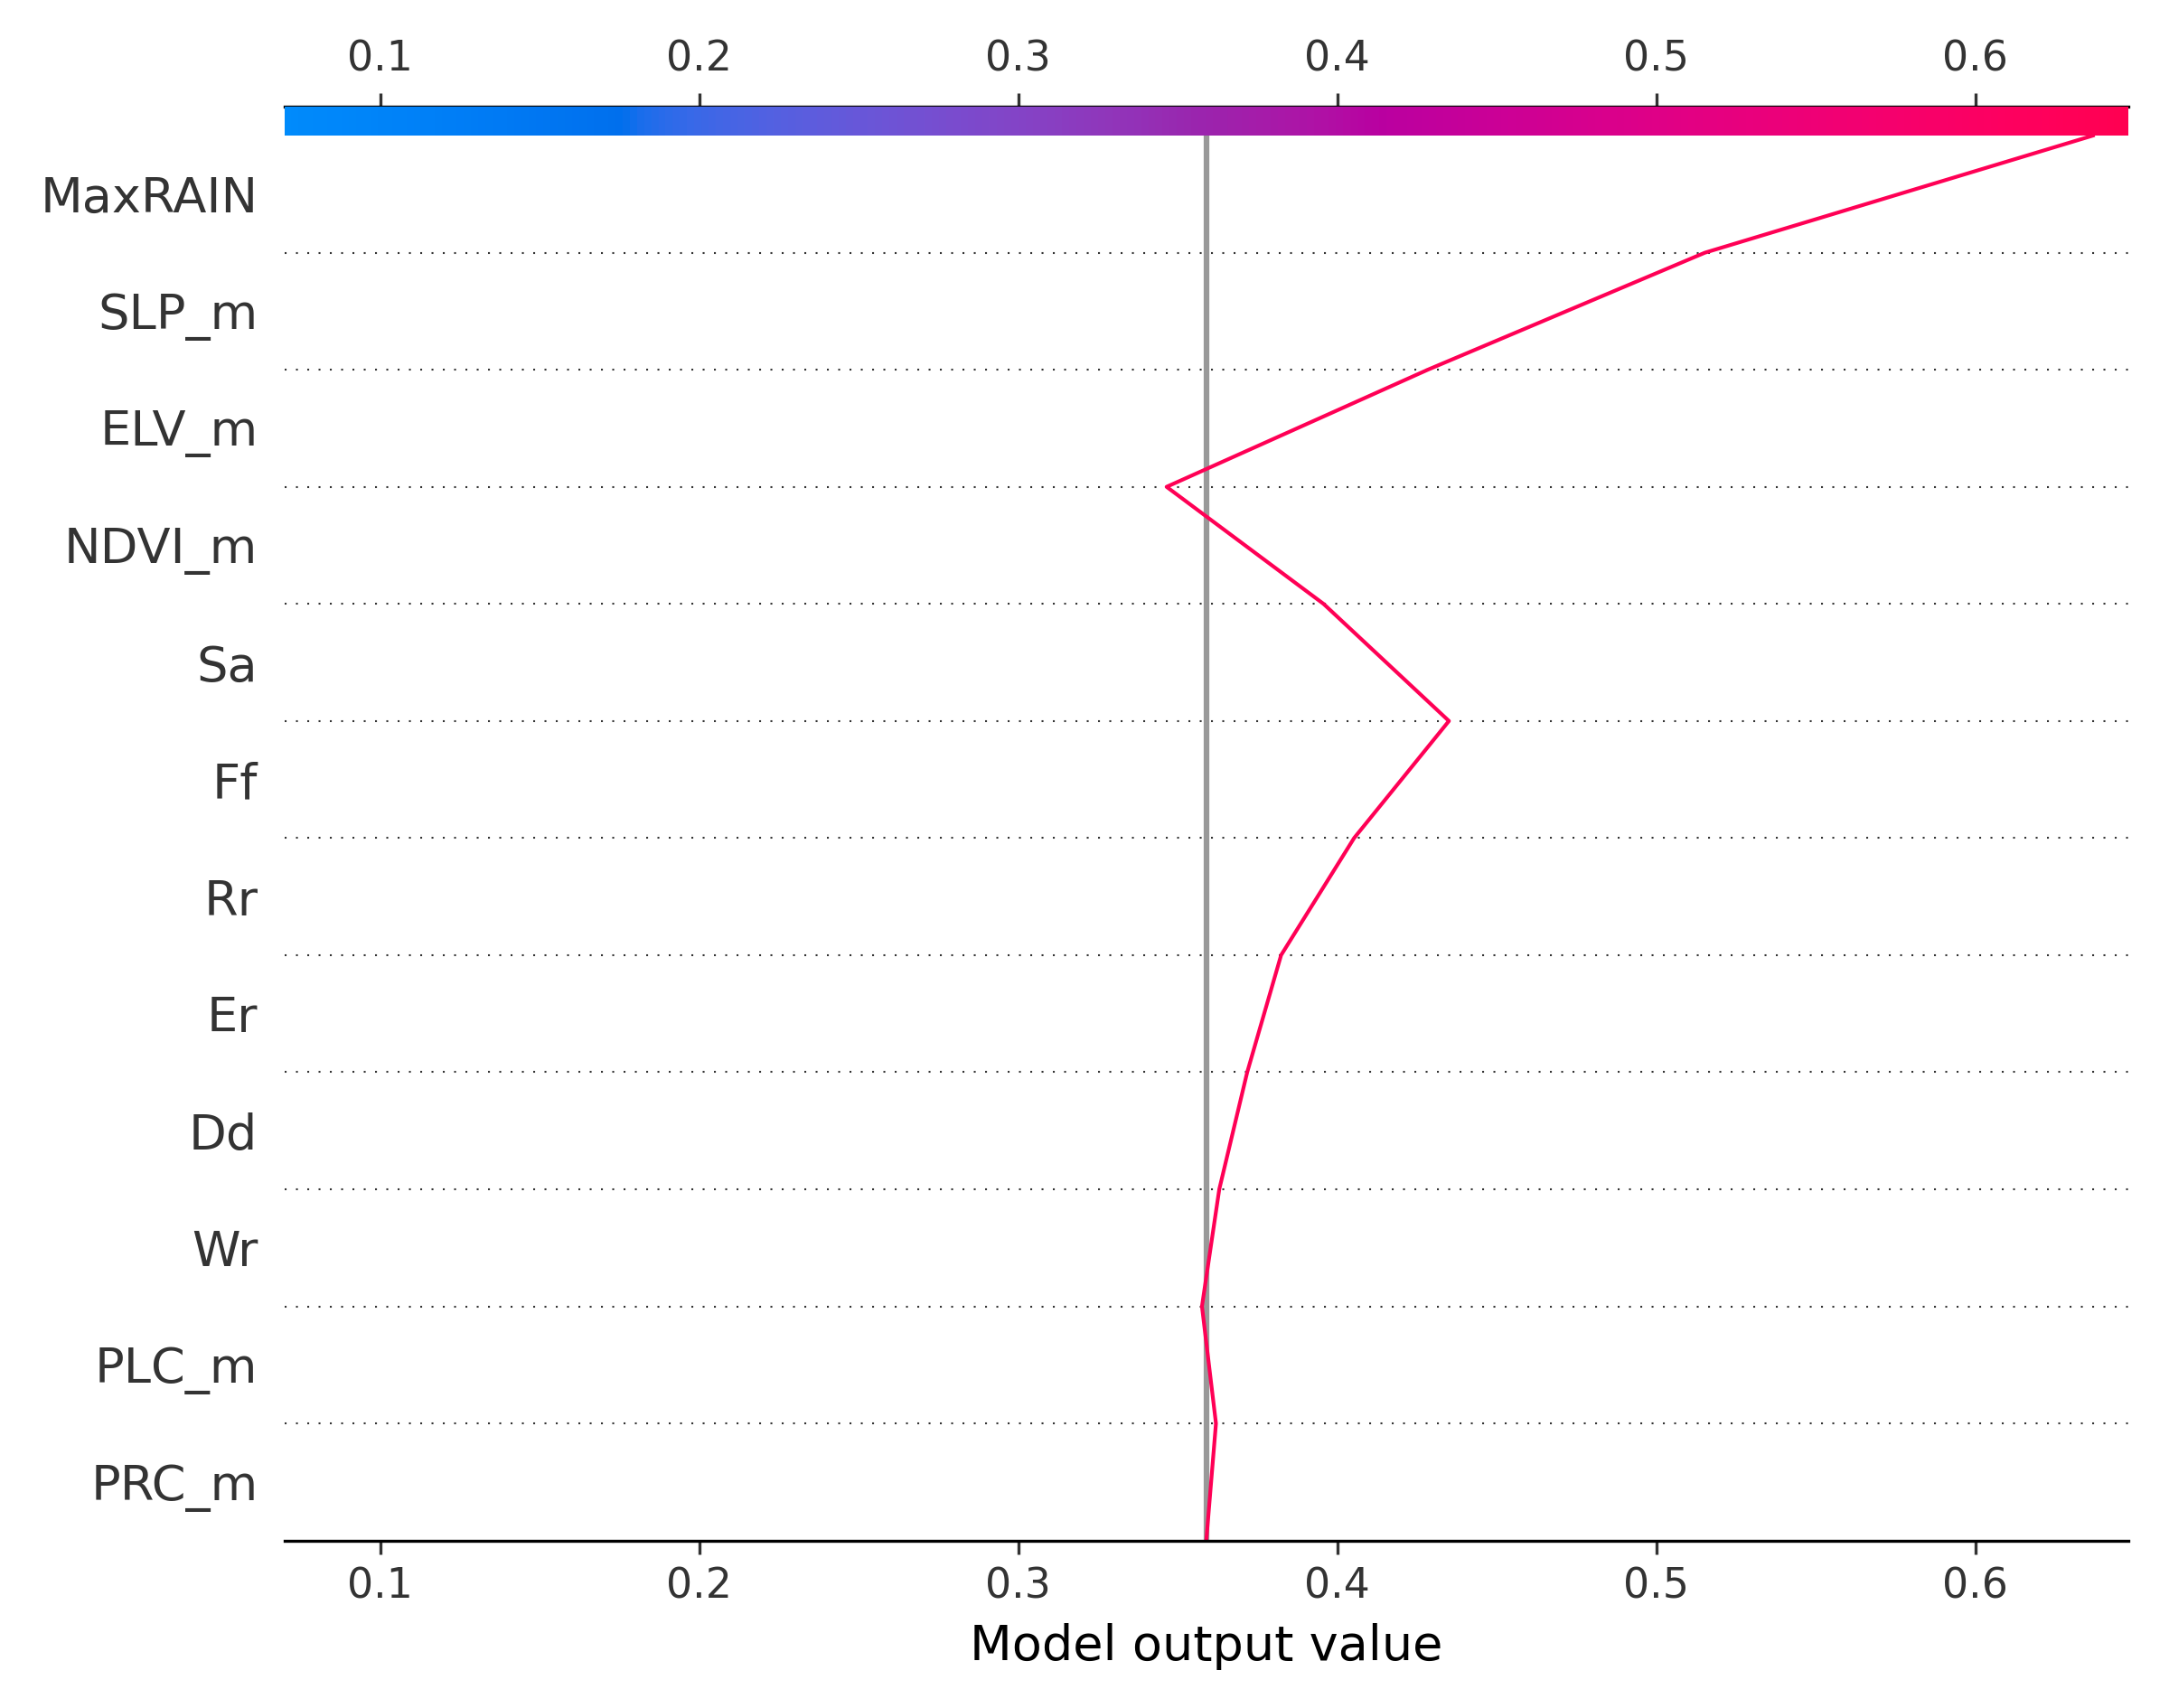 0.1 0.2 0.3 0.4 0.5 0.6
MaxRAIN
SLP_m
ELV_m
NDVI_m
Sa
Ff
Rr
Er
Dd
Wr
PLC_m
PRC_m
0.1 0.2 0.3 0.4 0.5 0.6
Model output value